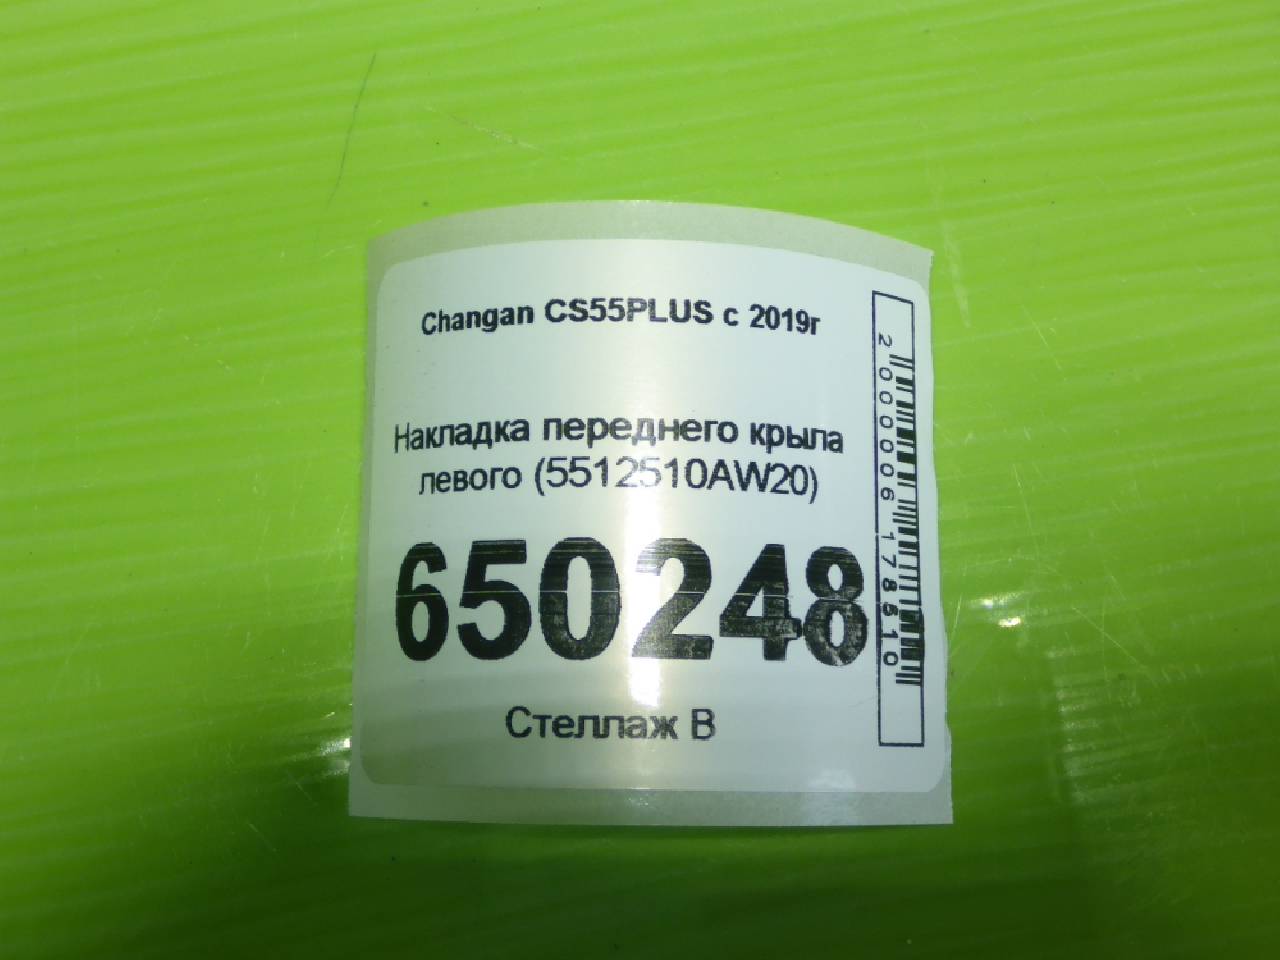 Changan CS55PLUS с 2019г
Накладка переднего крыла
левого (5512510AW20)
650248
Стеллаж В
2000006178510